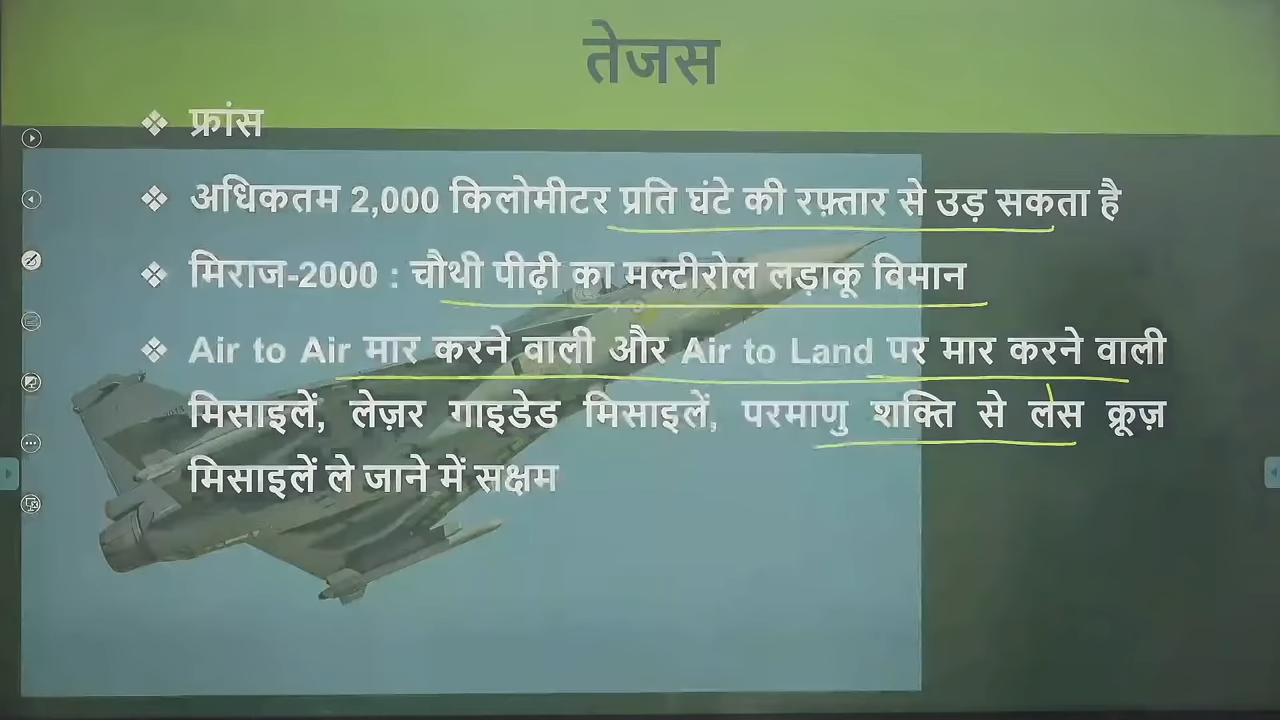 तेजस
❖ फ्रांस
❖ अधिकतम 2,000 किलोमीटर प्रति घंटे की रफ़्तार से उड़ सकता है
❖ मिराज-2000 : चौथी पीढ़ी का मल्टीरोल लड़ाकू विमान
❖ Air to Air मार करने वाली और Air to Land पर मार करने वाली
मिसाइलें, लेज़र गाइडेड मिसाइलें, परमाणु शक्ति से लेस क्रूज़
मिसाइलें ले जाने में सक्षम